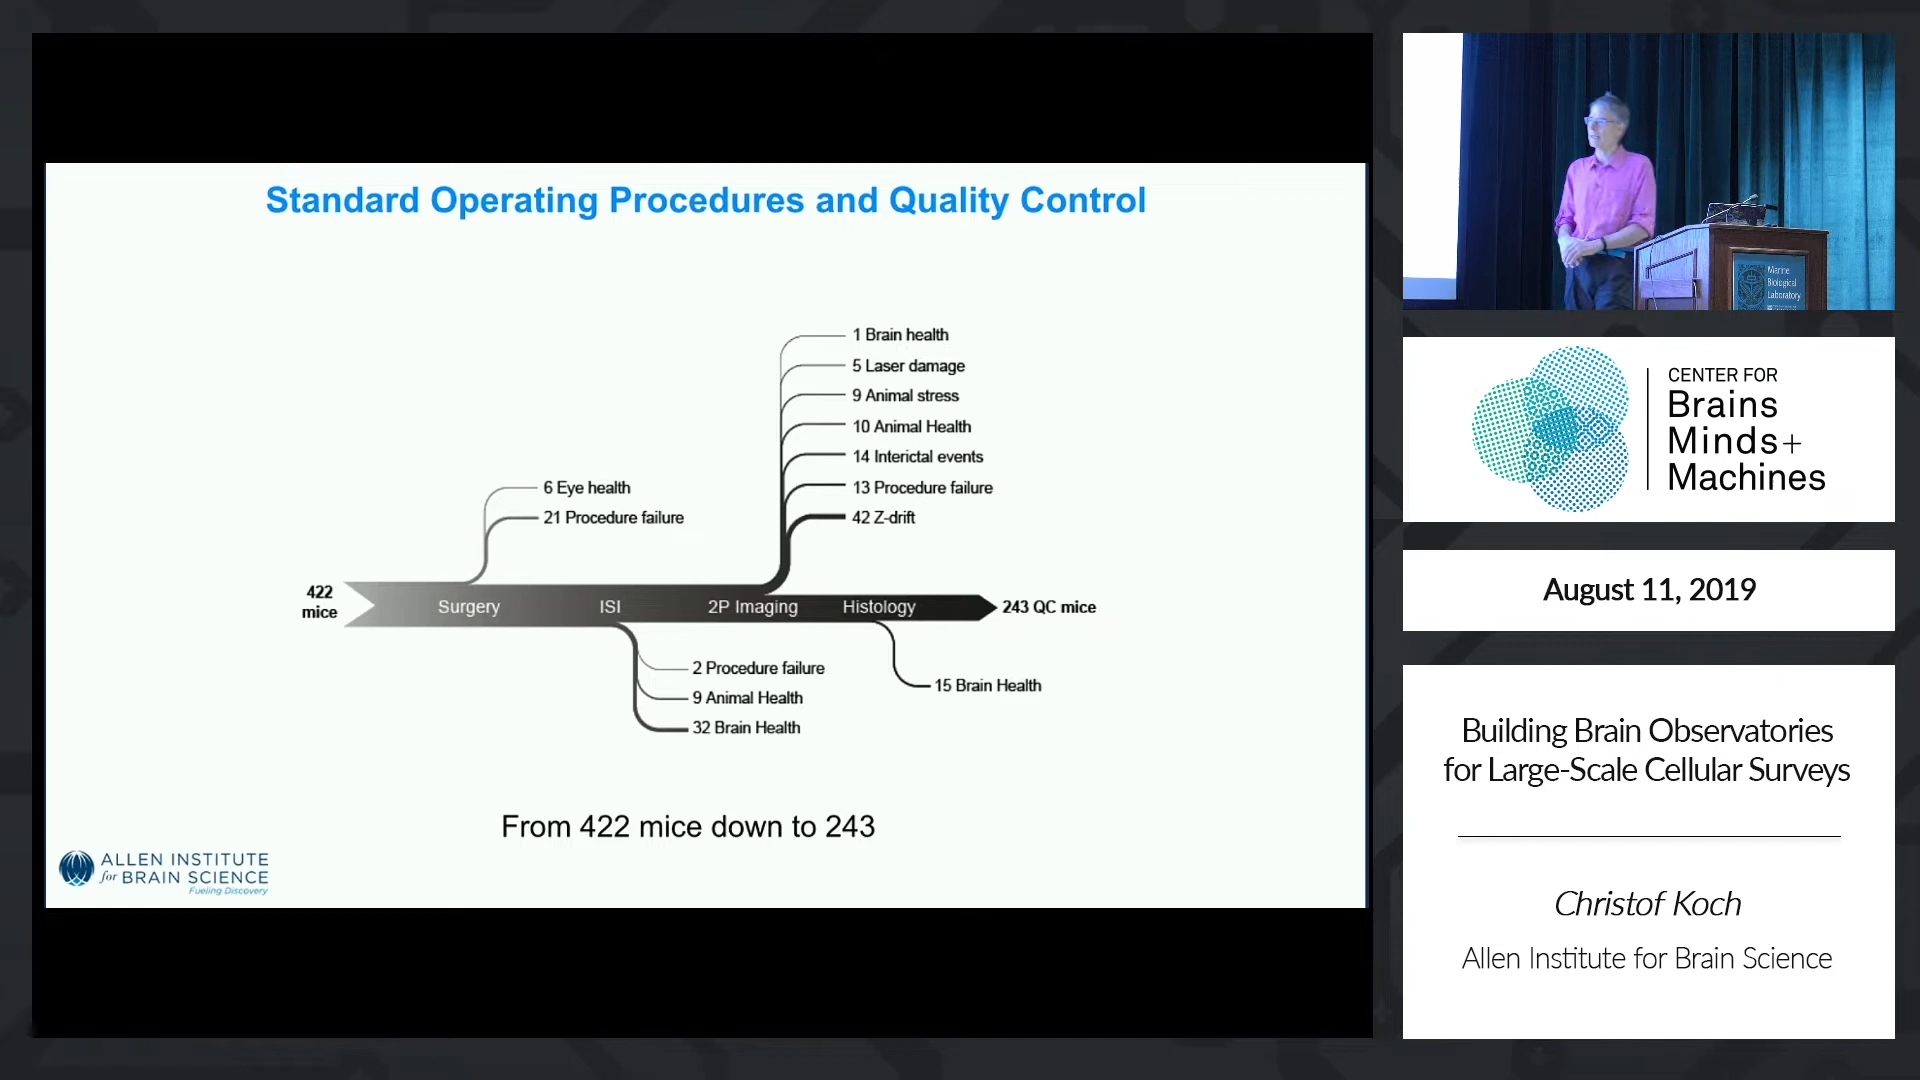 Standard Operating Procedures and Quality Control
1 Brain health
5 Laser damage
9 Animal stress
10 Animal Health
14 Interictal events
13 Procedure failure
42 Z-drift
6 Eye health
21 Procedure failure
422
mice
Surgery
ISI
2P Imaging
Histology
243 QC mice
2 Procedure failure
9 Animal Health
32 Brain Health
15 Brain Health
From 422 mice down to 243
ALLEN INSTITUTE
for BRAIN SCIENCE
Fueling Discovery
Marine
Biological
Laboratory
CENTER FOR
Brains
Minds+
Machines
August 11, 2019
Building Brain Observatories
for Large-Scale Cellular Surveys
Christof Koch
Allen Institute for Brain Science